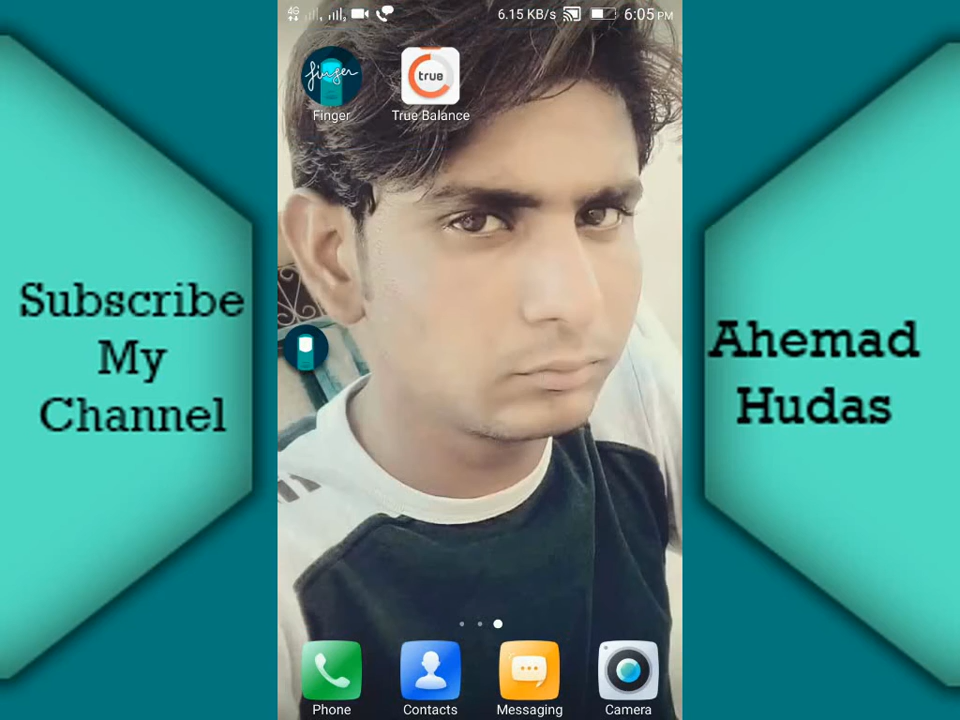 4G 6.15 KB/s 6:05 PM
finger true
Finger True Balance
Subscribe
My
Channel
Ahemad
Hudas
Phone Contacts Messaging Camera